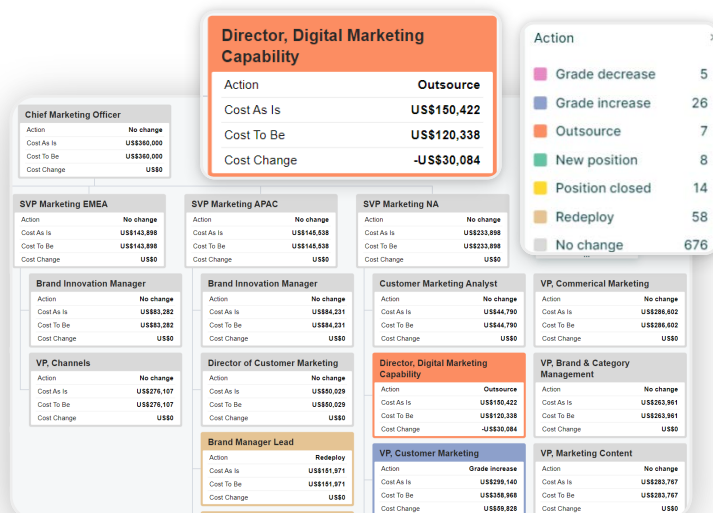 Director, Digital Marketing
Capability
Action Outsource
Cost As Is US$150,422
Cost To Be US$120,338
Cost Change -US$30,084
Action
Grade decrease 5
Grade increase 26
Outsource 7
New position 8
Position closed 14
Redeploy 58
No change 676
Chief Marketing Officer
Action No change
Cost As Is US$360,000
Cost To Be US$360,000
Cost Change US$0
SVP Marketing EMEA
Action No change
Cost As Is US$143,898
Cost To Be US$143,898
Cost Change US$0
SVP Marketing APAC
Action No change
Cost As Is US$145,538
Cost To Be US$145,538
Cost Change US$0
SVP Marketing NA
Action No change
Cost As Is US$233,898
Cost To Be US$233,898
Cost Change US$0
Brand Innovation Manager
Action No change
Cost As Is US$83,282
Cost To Be US$83,282
Cost Change US$0
Brand Innovation Manager
Action No change
Cost As Is US$84,231
Cost To Be US$84,231
Cost Change US$0
Customer Marketing Analyst
Action No change
Cost As Is US$44,790
Cost To Be US$44,790
Cost Change US$0
VP, Commerical Marketing
Action No change
Cost As Is US$286,602
Cost To Be US$286,602
Cost Change US$0
VP, Channels
Action No change
Cost As Is US$276,107
Cost To Be US$276,107
Cost Change US$0
Director of Customer Marketing
Action No change
Cost As Is US$50,029
Cost To Be US$50,029
Cost Change US$0
Director, Digital Marketing
Capability
Action Outsource
Cost As Is US$150,422
Cost To Be US$120,338
Cost Change -US$30,084
VP, Brand & Category
Management
Action No change
Cost As Is US$263,961
Cost To Be US$263,961
Cost Change US$0
Brand Manager Lead
Action Redeploy
Cost As Is US$151,971
Cost To Be US$151,971
Cost Change US$0
VP, Customer Marketing
Action Grade increase
Cost As Is US$299,140
Cost To Be US$358,968
Cost Change US$59,828
VP, Marketing Content
Action No change
Cost As Is US$283,767
Cost To Be US$283,767
Cost Change US$0